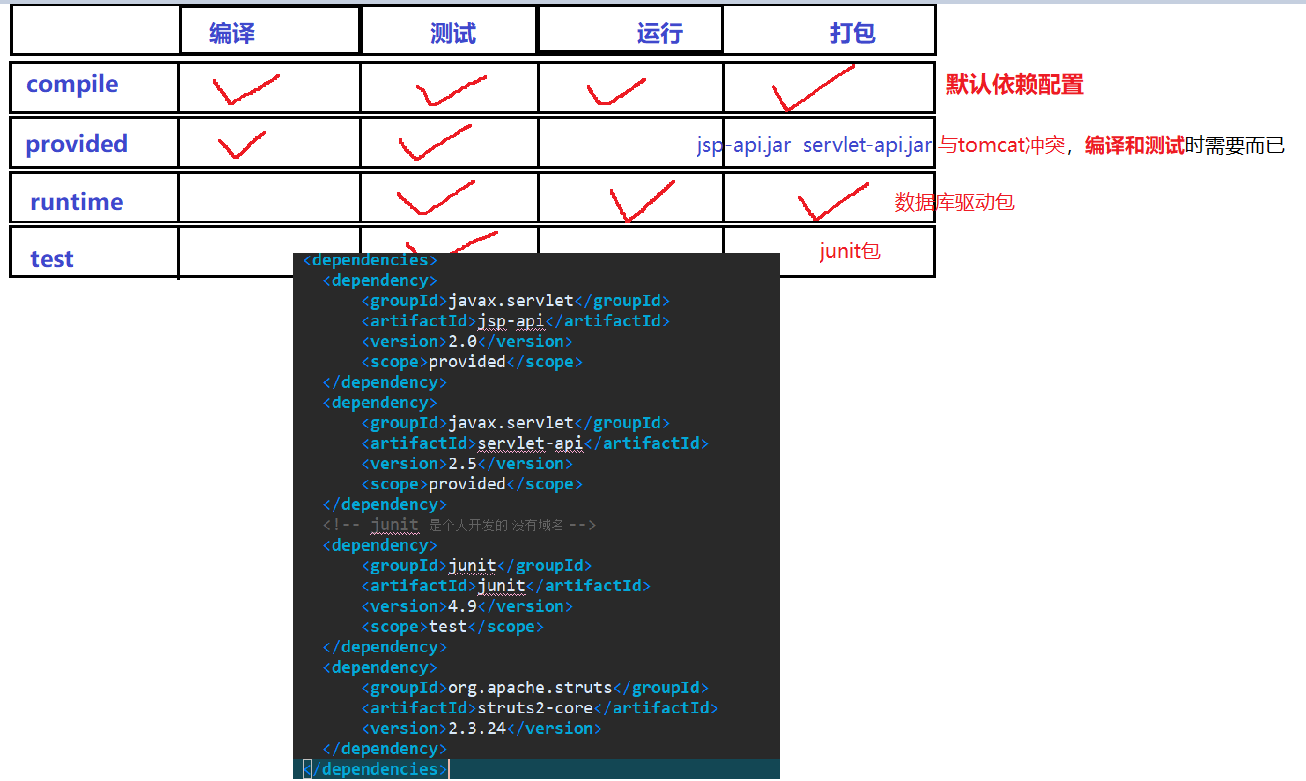 编译 测试 运行 打包
compile 默认依赖配置
provided jsp-api.jar servlet-api.jar 与tomcat冲突，编译和测试时需要而已
runtime 数据库驱动包
test junit包
<dependencies>
<dependency>
<groupId>javax.servlet</groupId>
<artifactId>jsp-api</artifactId>
<version>2.0</version>
<scope>provided</scope>
</dependency>
<dependency>
<groupId>javax.servlet</groupId>
<artifactId>servlet-api</artifactId>
<version>2.5</version>
<scope>provided</scope>
</dependency>
<!-- junit 是个人开发的 没有域名 -->
<dependency>
<groupId>junit</groupId>
<artifactId>junit</artifactId>
<version>4.9</version>
<scope>test</scope>
</dependency>
<dependency>
<groupId>org.apache.struts</groupId>
<artifactId>struts2-core</artifactId>
<version>2.3.24</version>
</dependency>
</dependencies>